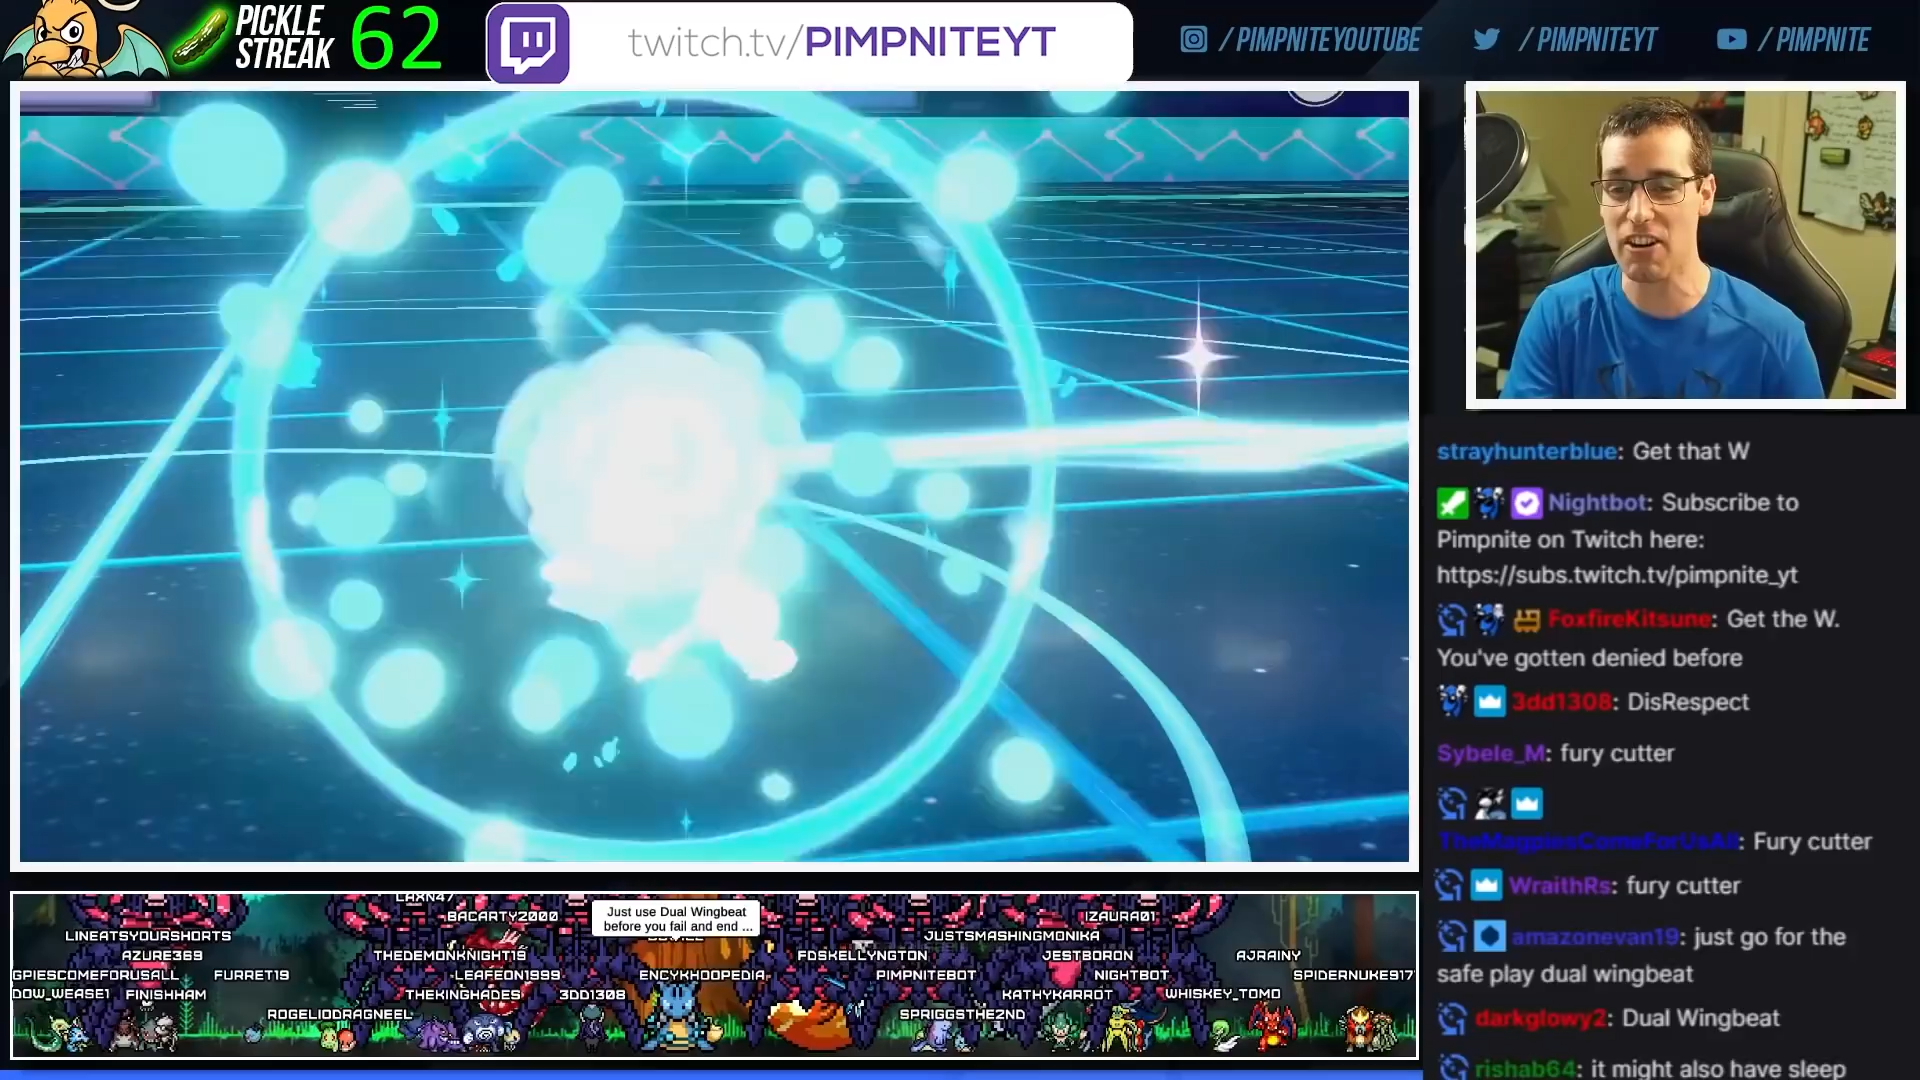 PICKLE
STREAK 62
twitch.tv/PIMPNITEYT
/PIMPNITEYOUTUBE
/PIMPNITEYT
/PIMPNITE
strayhunterblue: Get that W
Nightbot: Subscribe to
Pimpnite on Twitch here:
https://subs.twitch.tv/pimpnite_yt
FoxfireKitsune: Get the W.
You've gotten denied before
3dd1308: DisRespect
Sybele_M: fury cutter
TheMagpiesComeForUsAll: Fury cutter
WraithRs: fury cutter
amazonevan19: just go for the
safe play dual wingbeat
darkglowy2: Dual Wingbeat
rishab64: it might also have sleep
LAXN47
BACARTY2000
Just use Dual Wingbeat
before you fail and end ...
IZAURA01
LINEATSYOURSHORTS
JUSTSMASHINGMONIKA
AZURE369
THEDEMONKNIGHT19
FOSKELLYNGTON
JESTBORON
AJRAINY
GPIESCOMEFORUSALL
FURRET19
LEAFEON1999
ENCYKHOOPEDIA
PIMPNITEBOT
NIGHTBOT
SPIDERNUKE917
DOW_WEASE1
FINISHHAM
THEKINGHADES
3DD1308
KATHYKARROT
WHISKEY_TOMO
ROGELIODRAGNEEL
SPRIGGSTHE2ND